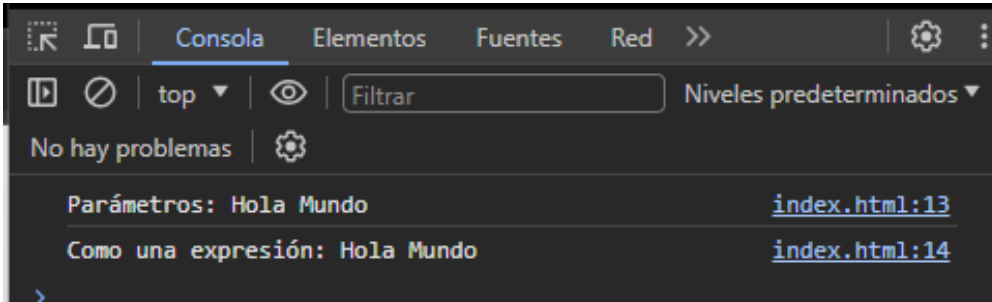 Consola Elementos Fuentes Red
top Filtrar Niveles predeterminados
No hay problemas
Parámetros: Hola Mundo index.html:13
Como una expresión: Hola Mundo index.html:14